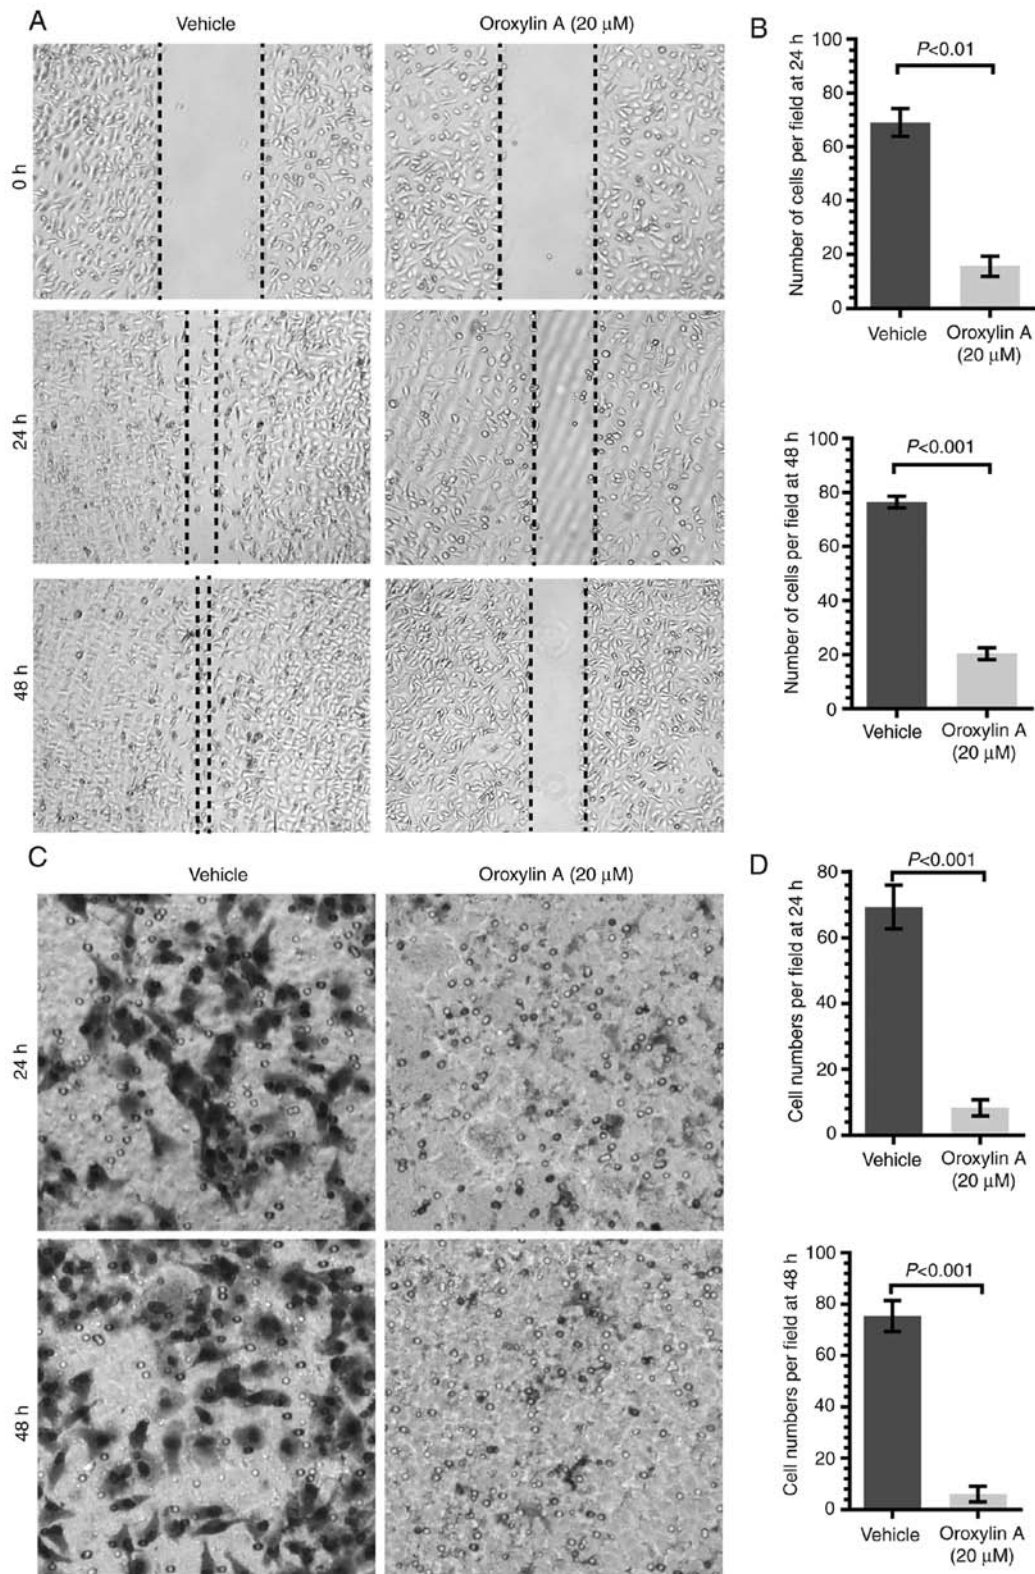 A
Vehicle
Oroxylin A (20 μM)
0 h
24 h
48 h
B
Number of cells per field at 24 h
100
80
60
40
20
0
P<0.01
Vehicle
Oroxylin A
(20 μM)
Number of cells per field at 48 h
100
80
60
40
20
0
P<0.001
Vehicle
Oroxylin A
(20 μM)
C
Vehicle
Oroxylin A (20 μM)
24 h
48 h
D
Cell numbers per field at 24 h
80
60
40
20
0
P<0.001
Vehicle
Oroxylin A
(20 μM)
Cell numbers per field at 48 h
100
80
60
40
20
0
P<0.001
Vehicle
Oroxylin A
(20 μM)